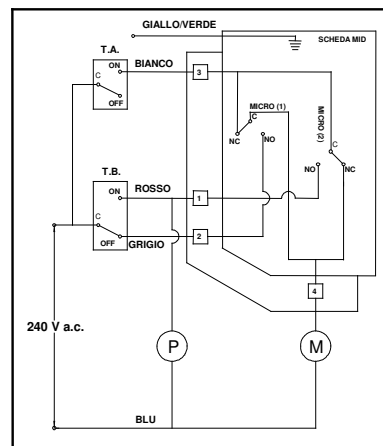 GIALLO/VERDE
SCHEDA MID
T.A.
ON
BIANCO
C
OFF
3
MICRO (1)
C
NC
NO
MICRO (2)
C
NO
NC
T.B.
ON
ROSSO
C
OFF
GRIGIO
1
2
4
240 V a.c.
P
M
BLU